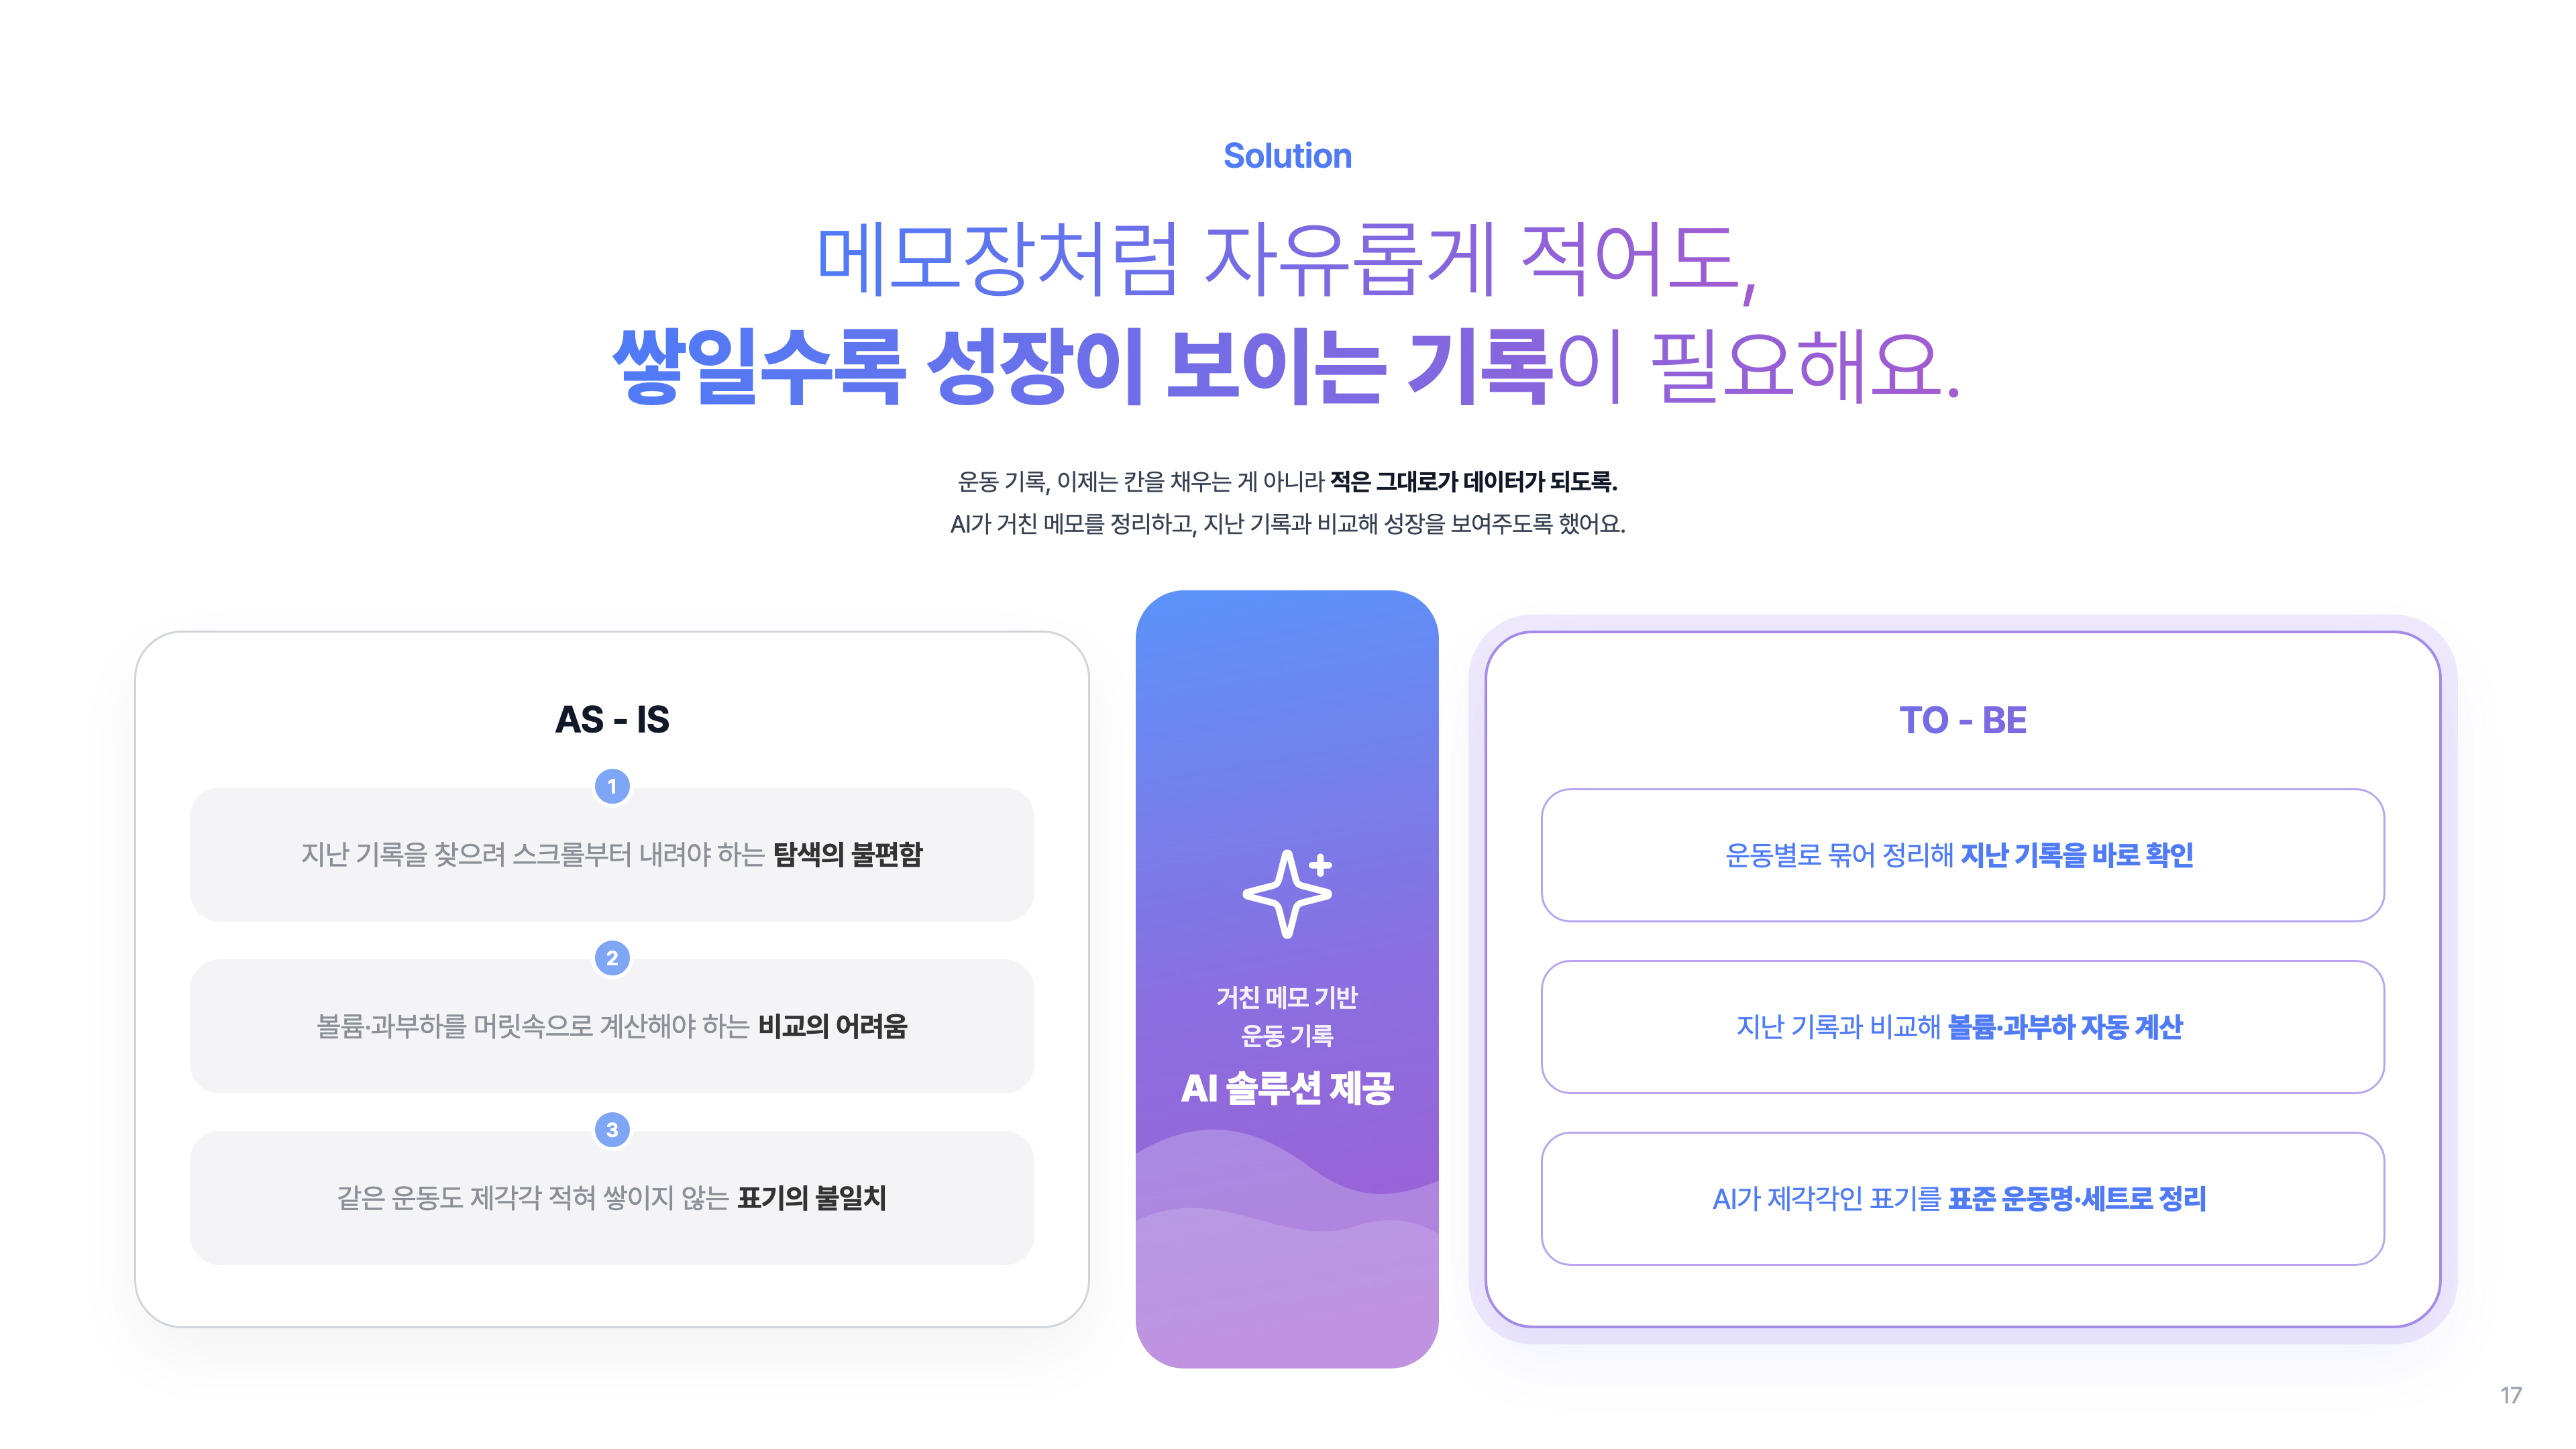 Solution
메모장처럼 자유롭게 적어도,
쌓일수록 성장이 보이는 기록이 필요해요.
운동 기록, 이제는 칸을 채우는 게 아니라 적은 그대로가 데이터가 되도록.
AI가 거친 메모를 정리하고, 지난 기록과 비교해 성장을 보여주도록 했어요.
AS - IS
1
지난 기록을 찾으려 스크롤부터 내려야 하는 탐색의 불편함
2
볼륨·과부하를 머릿속으로 계산해야 하는 비교의 어려움
3
같은 운동도 제각각 적혀 쌓이지 않는 표기의 불일치
거친 메모 기반
운동 기록
AI 솔루션 제공
TO - BE
운동별로 묶어 정리해 지난 기록을 바로 확인
지난 기록과 비교해 볼륨·과부하 자동 계산
AI가 제각각인 표기를 표준 운동명·세트로 정리
17